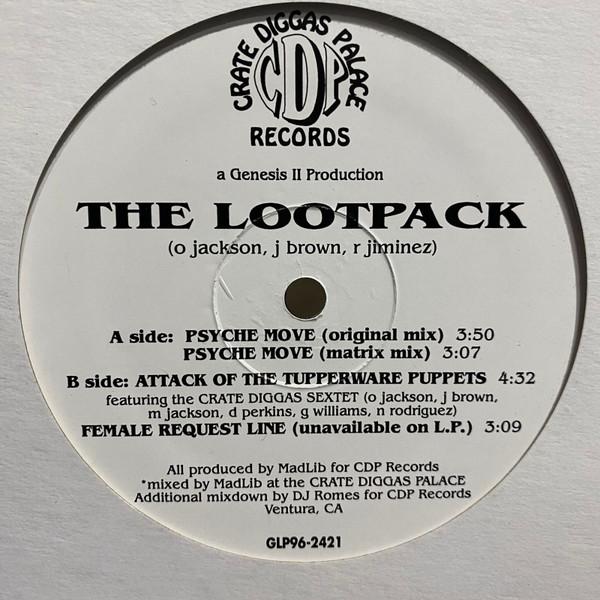 CRATE DIGGAS PALACE
CDP
RECORDS
a Genesis II Production
THE LOOTPACK
(o jackson, j brown, r jiminez)
A side: PSYCHE MOVE (original mix) 3:50
PSYCHE MOVE (matrix mix) 3:07
B side: ATTACK OF THE TUPPERWARE PUPPETS 4:32
featuring the CRATE DIGGAS SEXTET (o jackson, j brown,
m jackson, d perkins, g williams, n rodriguez)
FEMALE REQUEST LINE (unavailable on L.P.) 3:09
All produced by MadLib for CDP Records
*mixed by MadLib at the CRATE DIGGAS PALACE
Additional mixdown by DJ Romes for CDP Records
Ventura, CA
GLP96-2421